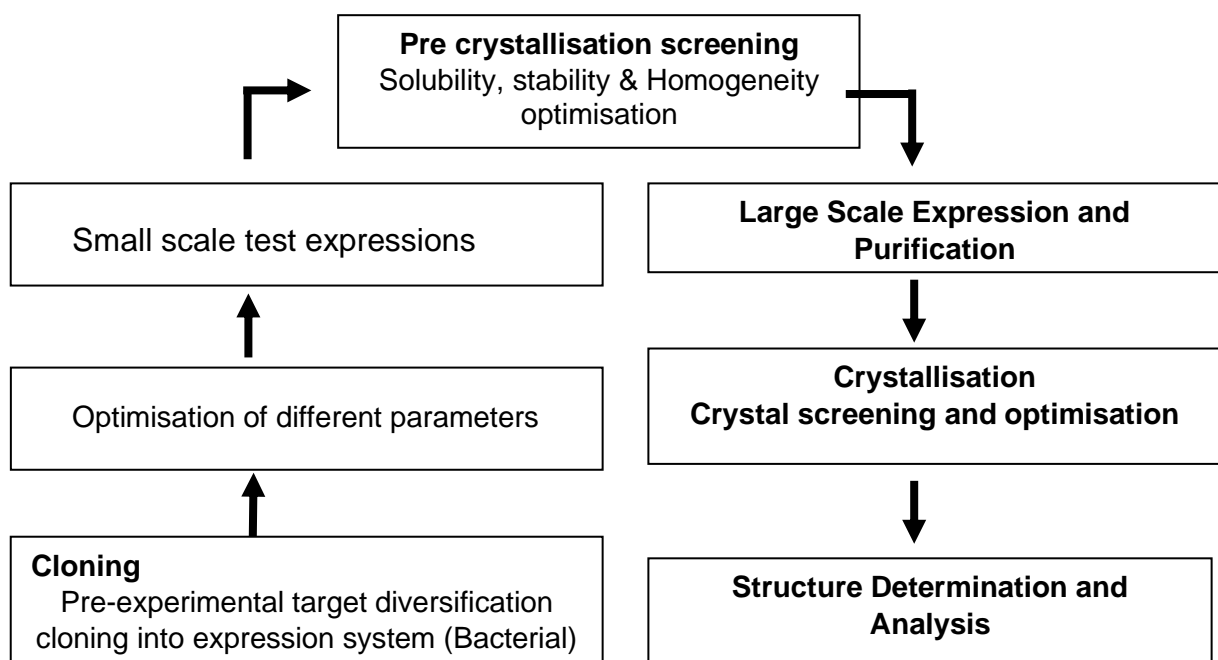 Pre crystallisation screening
Solubility, stability & Homogeneity
optimisation
Small scale test expressions
Large Scale Expression and
Purification
Optimisation of different parameters
Crystallisation
Crystal screening and optimisation
Cloning
Pre-experimental target diversification
cloning into expression system (Bacterial)
Structure Determination and
Analysis